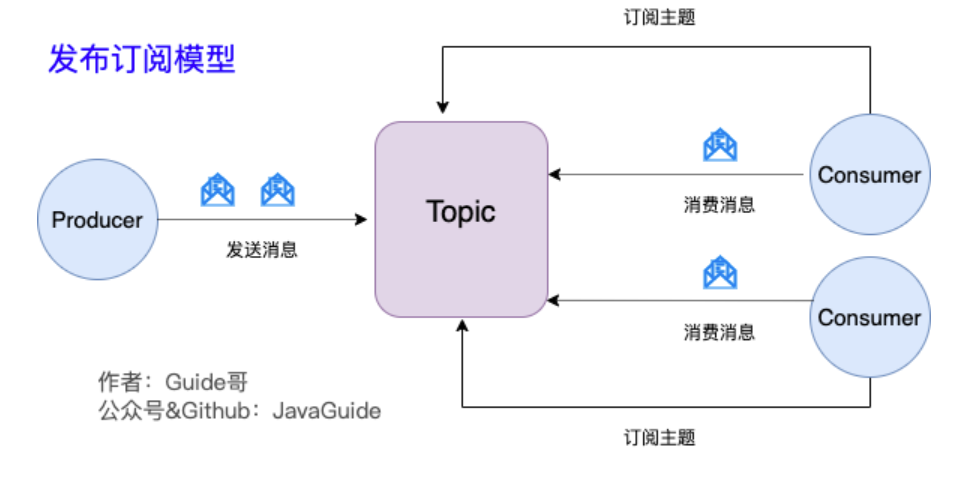 订阅主题
发布订阅模型
Producer
发送消息
Topic
消费消息
Consumer
消费消息
Consumer
作者：Guide哥
公众号&Github：JavaGuide
订阅主题